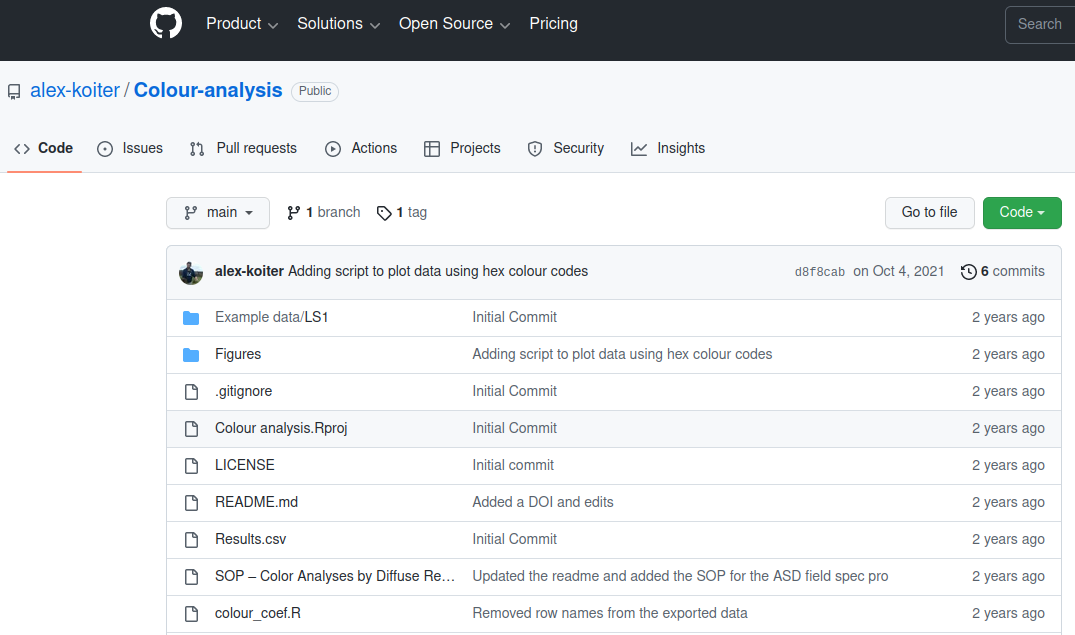 Product Solutions Open Source Pricing Search
alex-koiter / Colour-analysis Public
Code Issues Pull requests Actions Projects Security Insights
main 1 branch 1 tag Go to file Code
alex-koiter Adding script to plot data using hex colour codes d8f8cab on Oct 4, 2021 6 commits
Example data/LS1 Initial Commit 2 years ago
Figures Adding script to plot data using hex colour codes 2 years ago
.gitignore Initial Commit 2 years ago
Colour analysis.Rproj Initial Commit 2 years ago
LICENSE Initial commit 2 years ago
README.md Added a DOI and edits 2 years ago
Results.csv Initial Commit 2 years ago
SOP – Color Analyses by Diffuse Re… Updated the readme and added the SOP for the ASD field spec pro 2 years ago
colour_coef.R Removed row names from the exported data 2 years ago